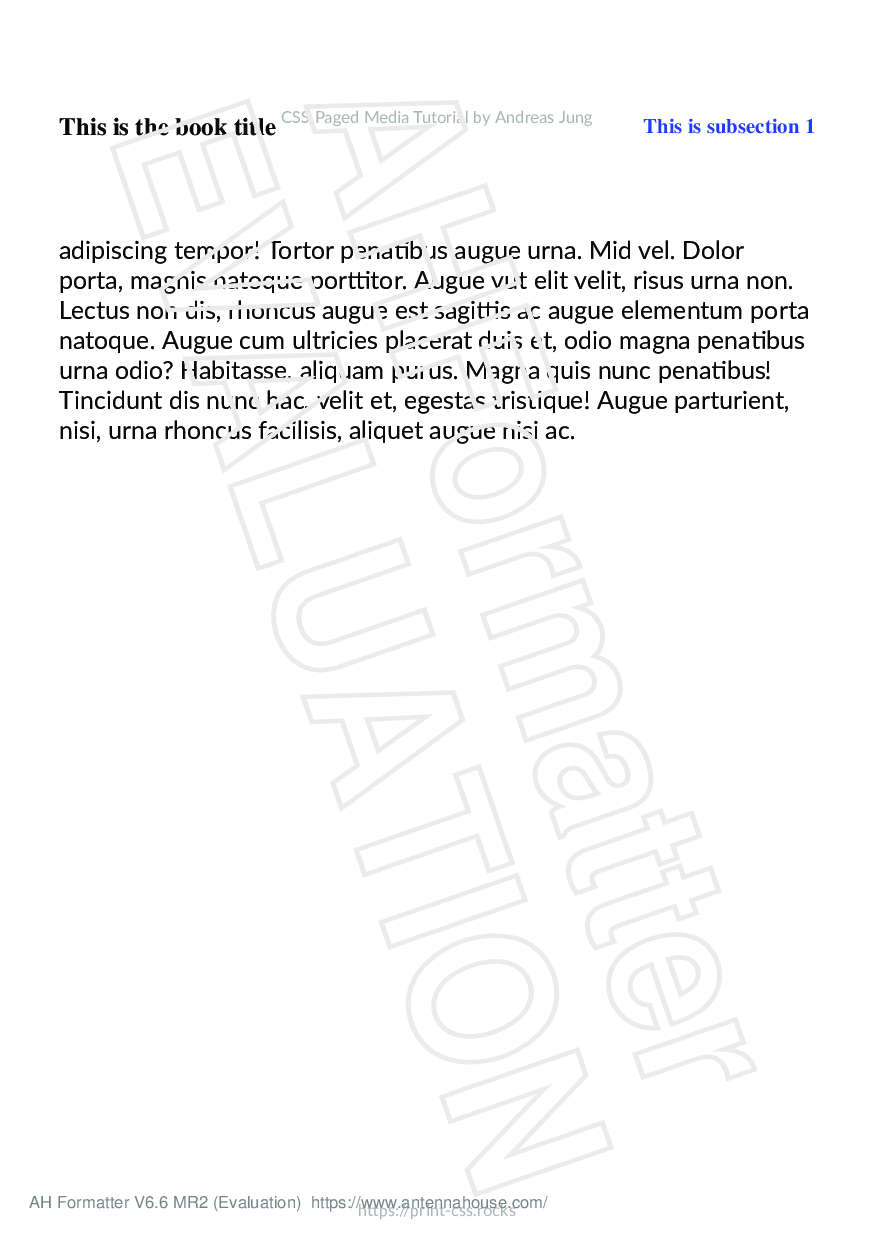 This is the book title CSS Paged Media Tutorial by Andreas Jung This is subsection 1
adipiscing tempor! Tortor penatibus augue urna. Mid vel. Dolor
porta, magnis natoque porttitor. Augue vut elit velit, risus urna non.
Lectus non dis, rhoncus augue est sagittis ac augue elementum porta
natoque. Augue cum ultricies placerat duis et, odio magna penatibus
urna odio? Habitasse, aliquam purus. Magna quis nunc penatibus!
Tincidunt dis nunc hac, velit et, egestas tristique! Augue parturient,
nisi, urna rhoncus facilisis, aliquet augue nisi ac.
AHFormatter
EVALUATION
AH Formatter V6.6 MR2 (Evaluation) https://www.antennahouse.com/
https://print-css.rocks